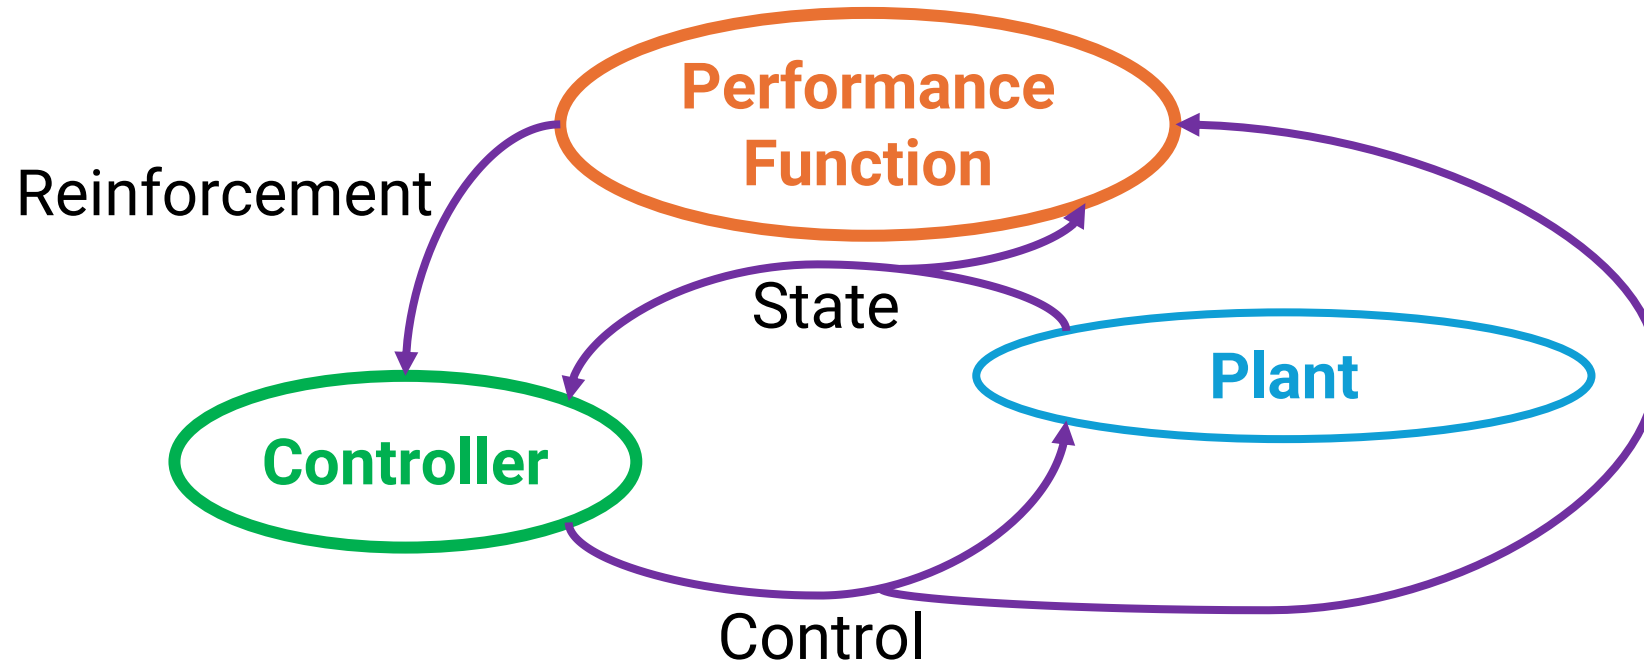 Performance
Function
Reinforcement
State
Plant
Controller
Control